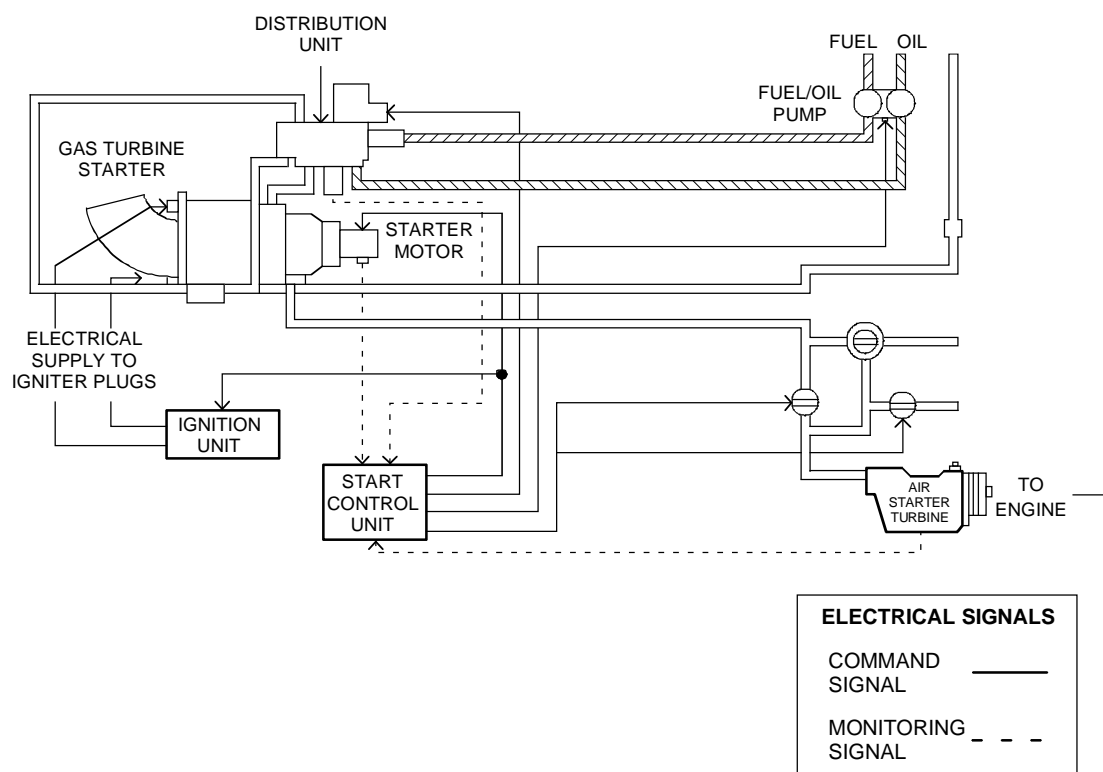 DISTRIBUTION
UNIT
FUEL OIL
FUEL/OIL
PUMP
GAS TURBINE
STARTER
STARTER
MOTOR
ELECTRICAL
SUPPLY TO
IGNITER PLUGS
IGNITION
UNIT
START
CONTROL
UNIT
AIR
STARTER
TURBINE
TO
ENGINE
ELECTRICAL SIGNALS
COMMAND
SIGNAL
MONITORING
SIGNAL